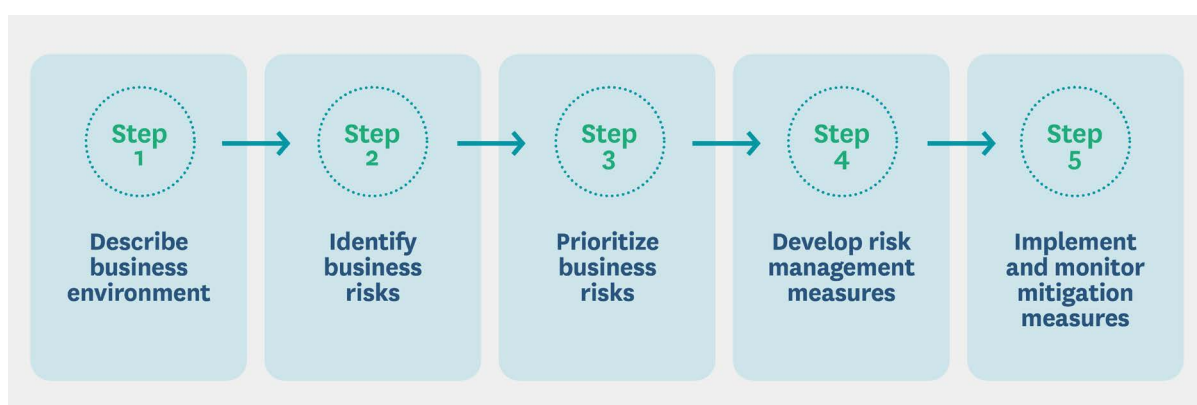 Step
1
Describe
business
environment
Step
2
Identify
business
risks
Step
3
Prioritize
business
risks
Step
4
Develop risk
management
measures
Step
5
Implement
and monitor
mitigation
measures